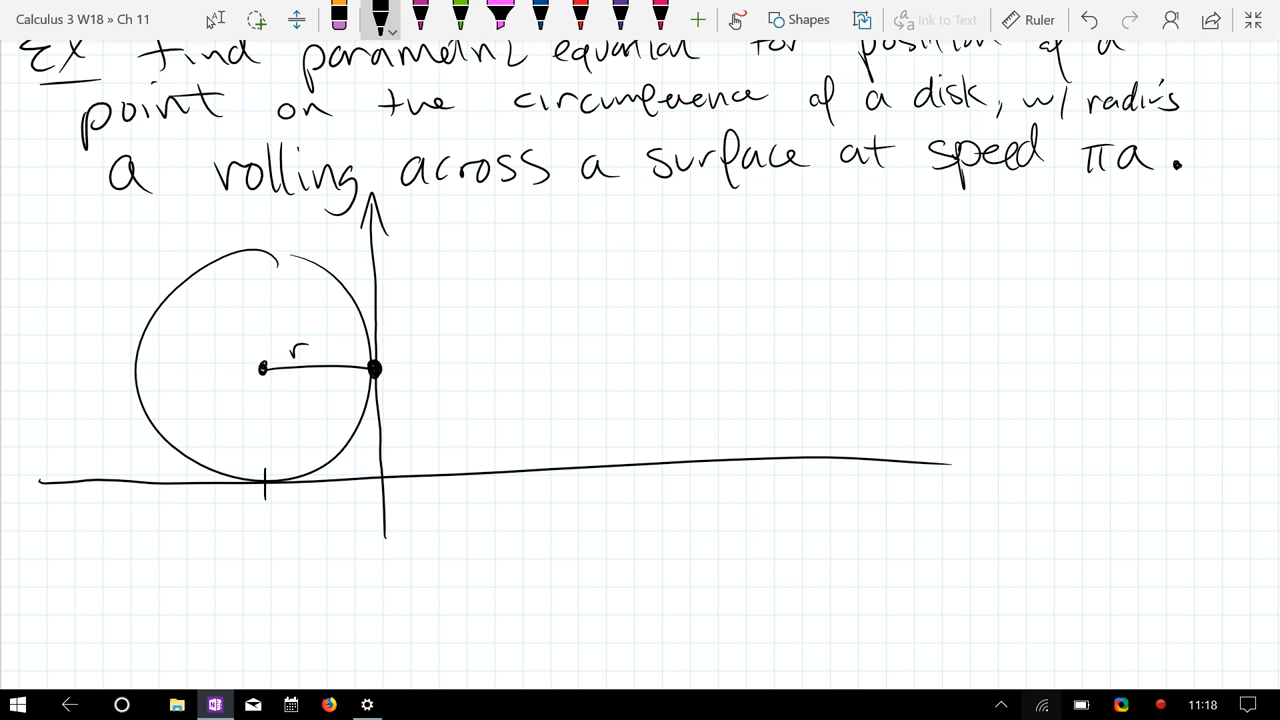 Calculus 3 W18 » Ch 11
Shapes
Ink to Text
Ruler
Ex find parametric equation for position of a
point on the circumference of a disk, w/ radius
a rolling across a surface at speed πa.
r
11:18